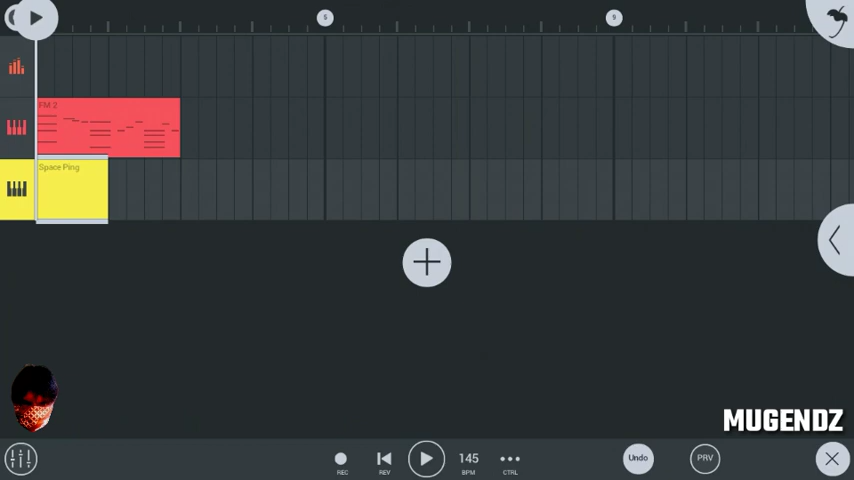 5
9
FM 2
Space Ping
MUGENDZ
REC
REV
145
BPM
CTRL
Undo
PRV